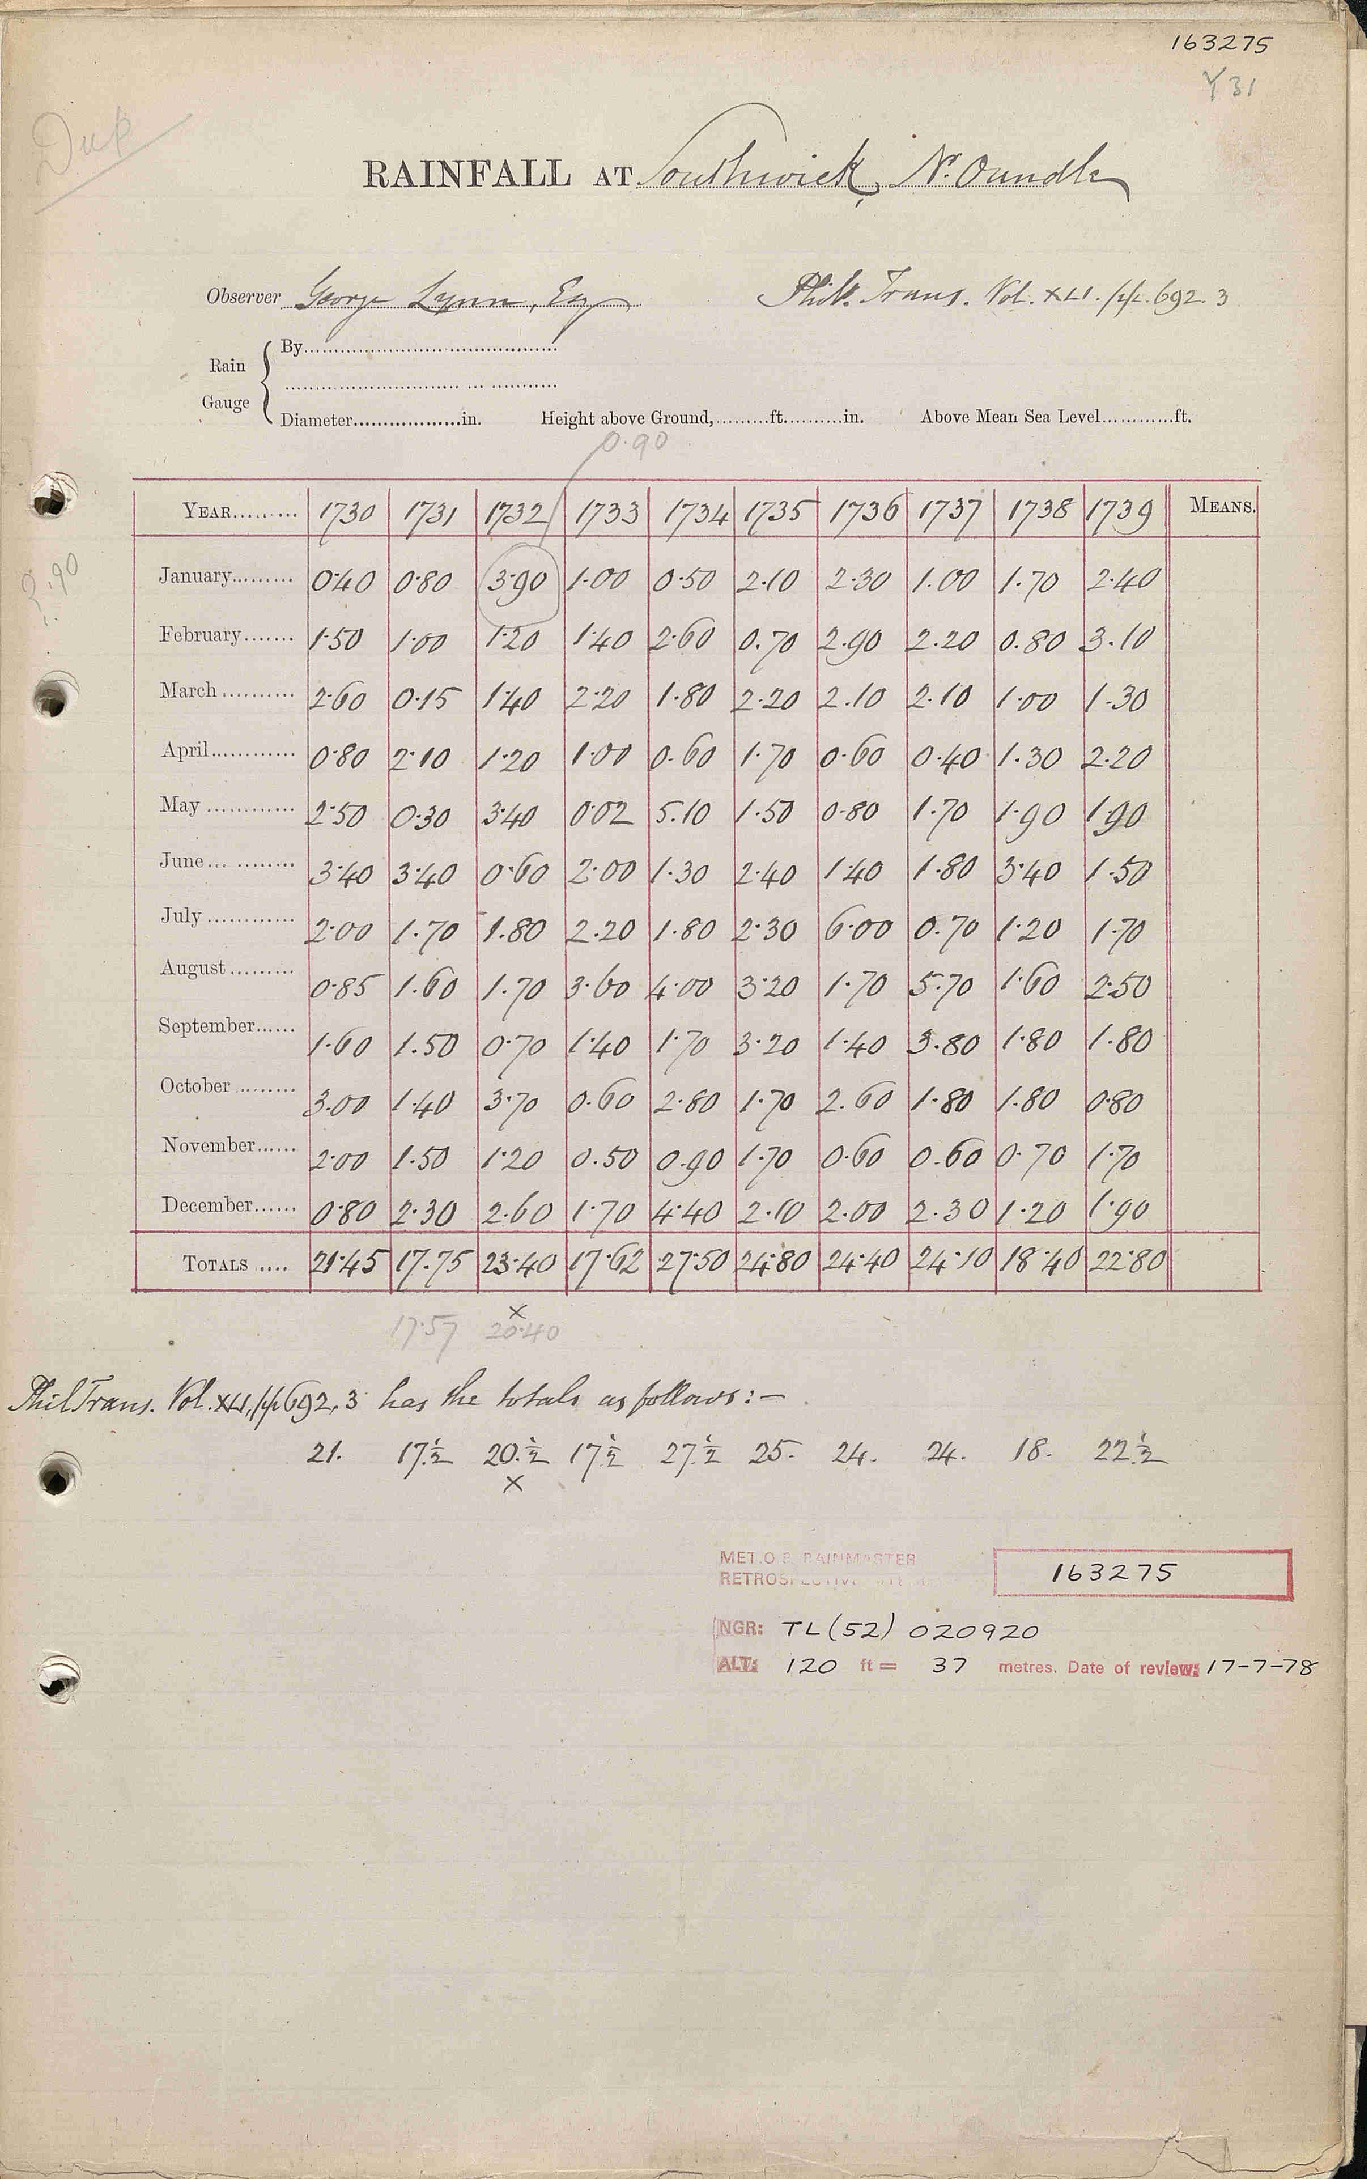 163275
Y 31
Dup
RAINFALL AT Southwick, Nr. Oundle
Observer George Lynn, Esq Phil. Trans. Vol. XLI. pp. 692 3
Rain Gauge { By
Diameter in. Height above Ground, ft. in. Above Mean Sea Level ft.
0.90
YEAR 1730 1731 1732 1733 1734 1735 1736 1737 1738 1739 MEANS.
January 0.40 0.80 3.90 1.00 0.50 2.10 2.30 1.00 1.70 2.40
.90
February 1.50 1.00 1.20 1.40 2.60 0.70 2.90 2.20 0.80 3.10
March 2.60 0.15 1.40 2.20 1.80 2.20 2.10 2.10 1.00 1.30
April 0.80 2.10 1.20 1.00 0.60 1.70 0.60 0.40 1.30 2.20
May 2.50 0.30 3.40 0.02 5.10 1.50 0.80 1.70 1.90 1.90
June 3.40 3.40 0.60 2.00 1.30 2.40 1.40 1.80 3.40 1.50
July 2.00 1.70 1.80 2.20 1.80 2.30 6.00 0.70 1.20 1.70
August 0.85 1.60 1.70 3.60 4.00 3.20 1.70 5.70 1.60 2.50
September 1.60 1.50 0.70 1.40 1.70 3.20 1.40 3.80 1.80 1.80
October 3.00 1.40 3.70 0.60 2.80 1.70 2.60 1.80 1.80 0.80
November 2.00 1.50 1.20 0.50 0.90 1.70 0.60 0.60 0.70 1.70
December 0.80 2.30 2.60 1.70 4.40 2.10 2.00 2.30 1.20 1.90
TOTALS 21.45 17.75 23.40 17.62 27.50 24.80 24.40 24.10 18.40 22.80
x
17.57 20.40
Phil Trans. Vol. XLI, pp 692, 3 has the totals as follows:—
21. 17½ 20.½ 17½ 27½ 25. 24. 24. 18. 22½
x
MET.O.8. RAINMASTER
RETROSPECTIVE 163275
NGR: TL (52) 020920
ALT: 120 ft = 37 metres. Date of review: 17-7-78